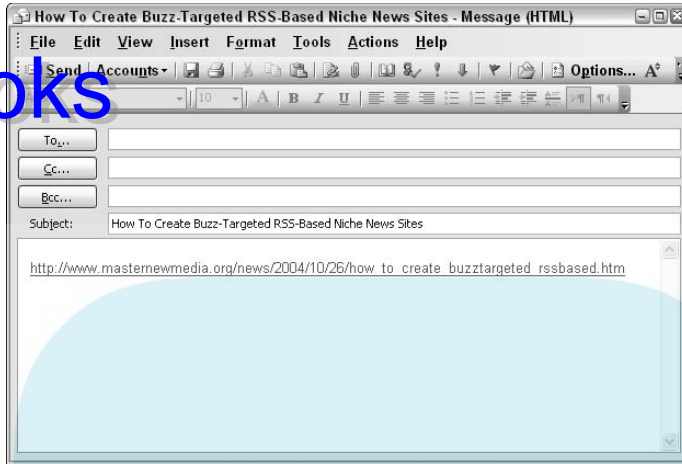 How To Create Buzz-Targeted RSS-Based Niche News Sites - Message (HTML)
File Edit View Insert Format Tools Actions Help
Send Accounts Options...
oks
10 A B I U
To...
Cc...
Bcc...
Subject: How To Create Buzz-Targeted RSS-Based Niche News Sites
http://www.masternewmedia.org/news/2004/10/26/how_to_create_buzztargeted_rssbased.htm